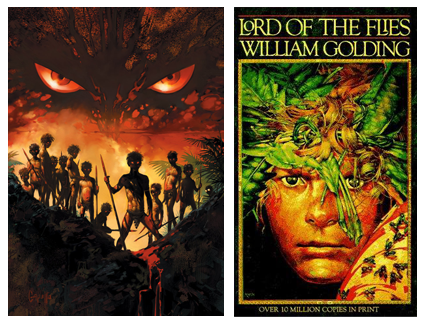 LORD OF THE FLIES
WILLIAM GOLDING
OVER 10 MILLION COPIES IN PRINT